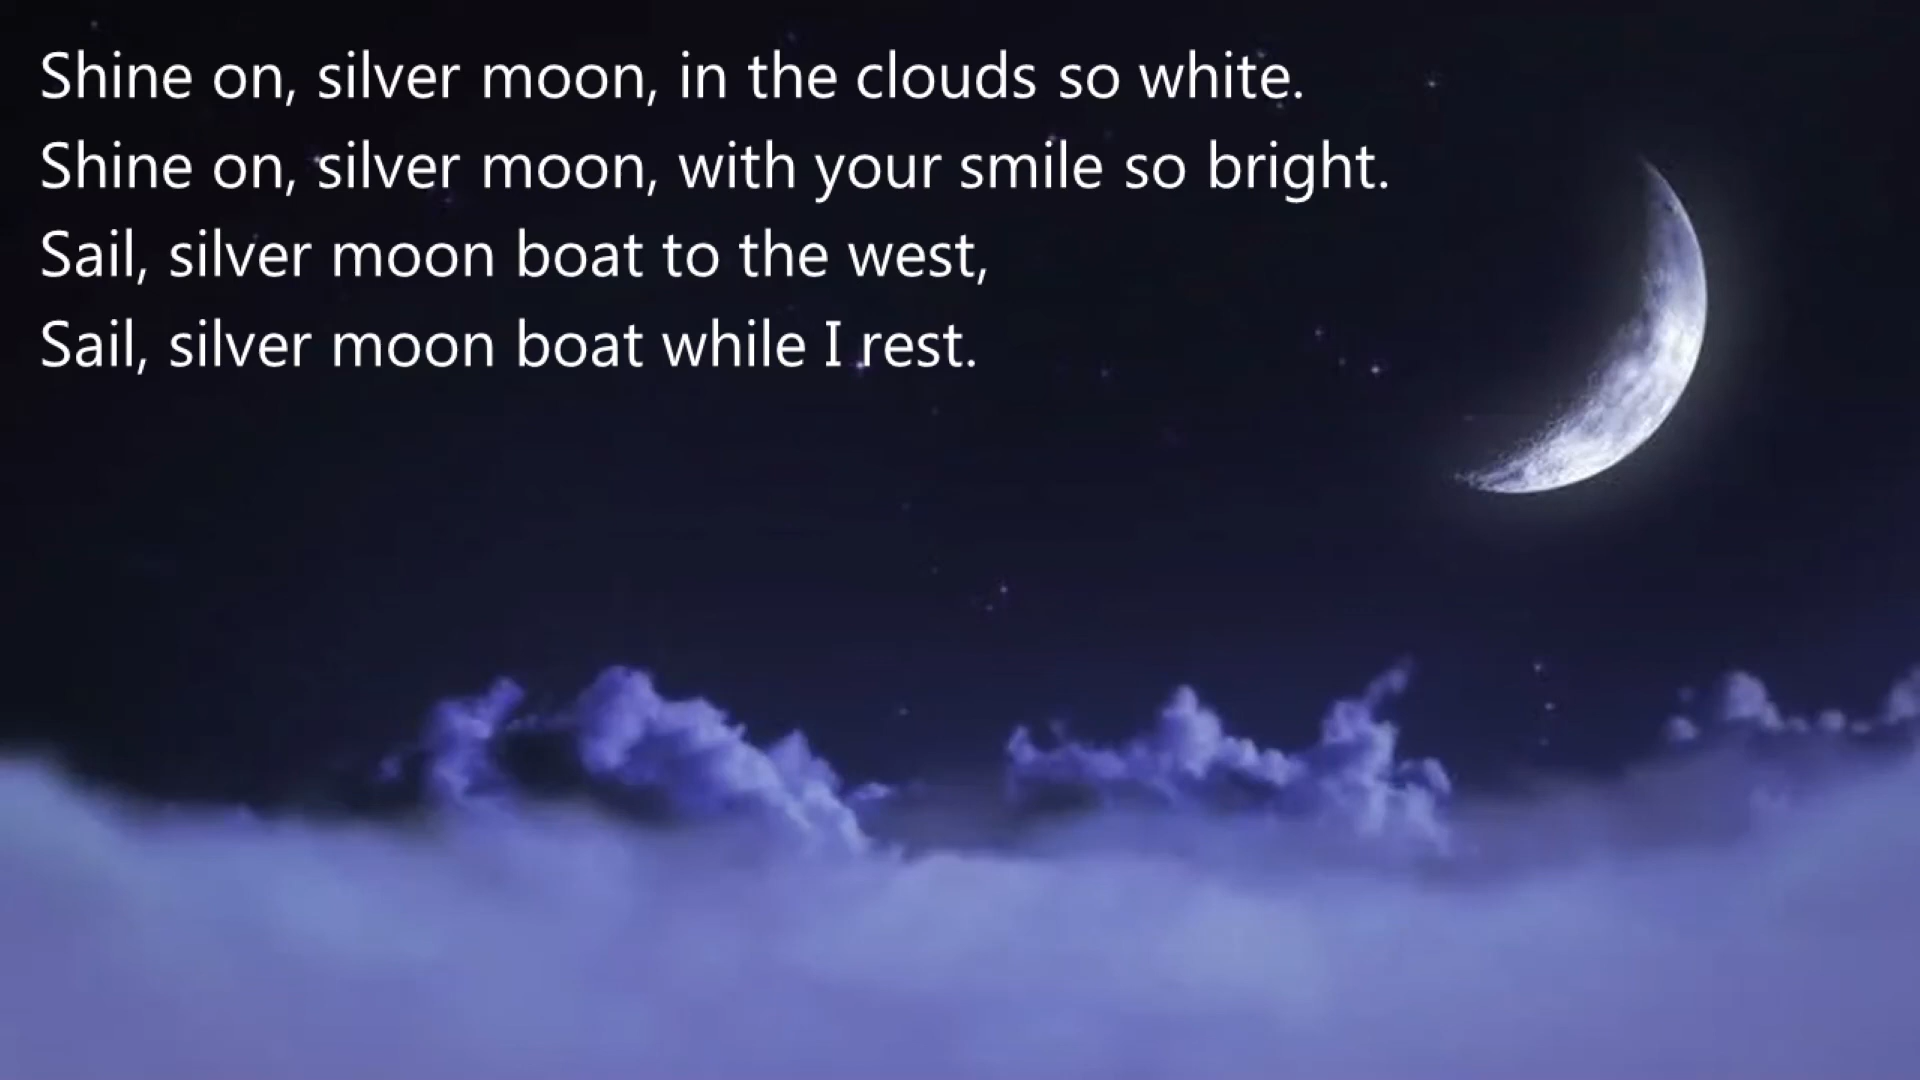 Shine on, silver moon, in the clouds so white.
Shine on, silver moon, with your smile so bright.
Sail, silver moon boat to the west,
Sail, silver moon boat while I rest.